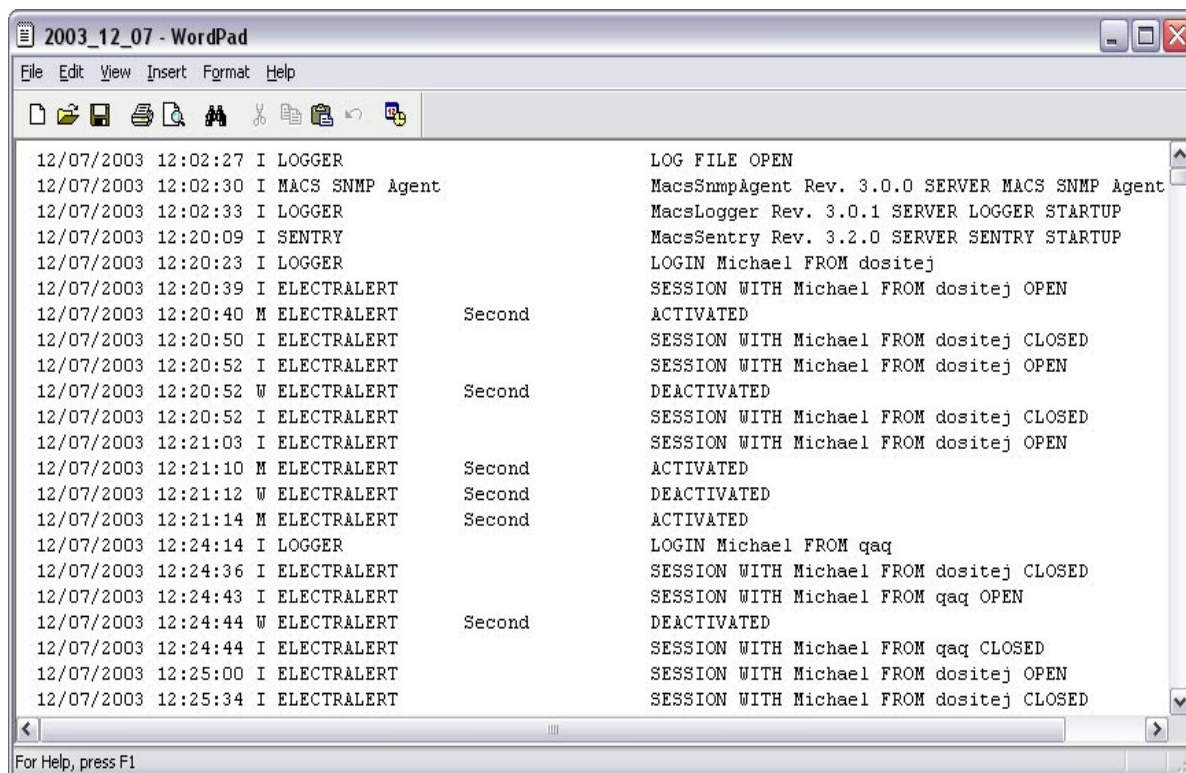 2003_12_07 - WordPad
File Edit View Insert Format Help
12/07/2003 12:02:27 I LOGGER LOG FILE OPEN
12/07/2003 12:02:30 I MACS SNMP Agent MacsSnmpAgent Rev. 3.0.0 SERVER MACS SNMP Agent
12/07/2003 12:02:33 I LOGGER MacsLogger Rev. 3.0.1 SERVER LOGGER STARTUP
12/07/2003 12:20:09 I SENTRY MacsSentry Rev. 3.2.0 SERVER SENTRY STARTUP
12/07/2003 12:20:23 I LOGGER LOGIN Michael FROM dositej
12/07/2003 12:20:39 I ELECTRALERT SESSION WITH Michael FROM dositej OPEN
12/07/2003 12:20:40 M ELECTRALERT Second ACTIVATED
12/07/2003 12:20:50 I ELECTRALERT SESSION WITH Michael FROM dositej CLOSED
12/07/2003 12:20:52 I ELECTRALERT SESSION WITH Michael FROM dositej OPEN
12/07/2003 12:20:52 W ELECTRALERT Second DEACTIVATED
12/07/2003 12:20:52 I ELECTRALERT SESSION WITH Michael FROM dositej CLOSED
12/07/2003 12:21:03 I ELECTRALERT SESSION WITH Michael FROM dositej OPEN
12/07/2003 12:21:10 M ELECTRALERT Second ACTIVATED
12/07/2003 12:21:12 W ELECTRALERT Second DEACTIVATED
12/07/2003 12:21:14 M ELECTRALERT Second ACTIVATED
12/07/2003 12:24:14 I LOGGER LOGIN Michael FROM qaq
12/07/2003 12:24:36 I ELECTRALERT SESSION WITH Michael FROM dositej CLOSED
12/07/2003 12:24:43 I ELECTRALERT SESSION WITH Michael FROM qaq OPEN
12/07/2003 12:24:44 W ELECTRALERT Second DEACTIVATED
12/07/2003 12:24:44 I ELECTRALERT SESSION WITH Michael FROM qaq CLOSED
12/07/2003 12:25:00 I ELECTRALERT SESSION WITH Michael FROM dositej OPEN
12/07/2003 12:25:34 I ELECTRALERT SESSION WITH Michael FROM dositej CLOSED
For Help, press F1